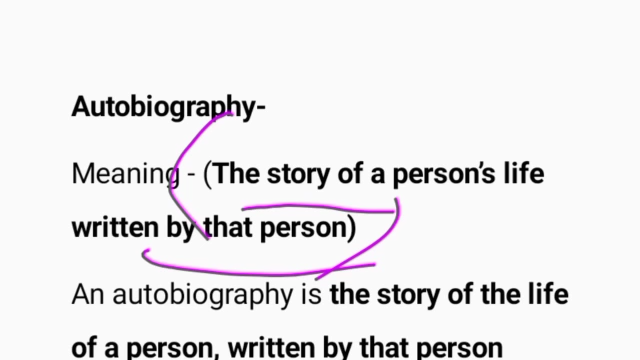 Autobiography-
Meaning - (The story of a person's life
written by that person)
An autobiography is the story of the life
of a person, written by that person